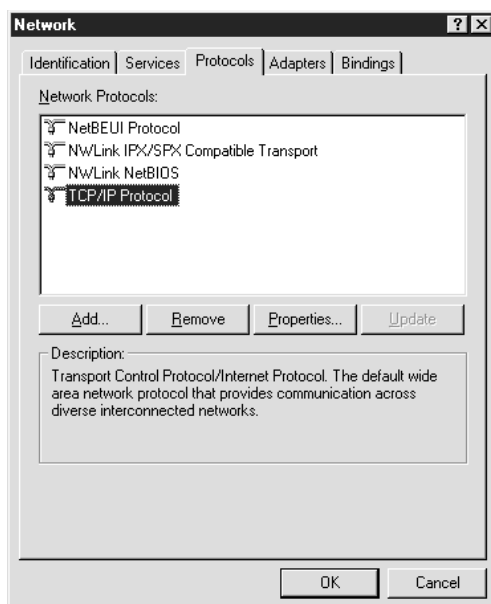 Network
? X
Identification Services Protocols Adapters Bindings
Network Protocols:
NetBEUI Protocol
NWLink IPX/SPX Compatible Transport
NWLink NetBIOS
TCP/IP Protocol
Add... Remove Properties... Update
Description:
Transport Control Protocol/Internet Protocol. The default wide
area network protocol that provides communication across
diverse interconnected networks.
OK Cancel